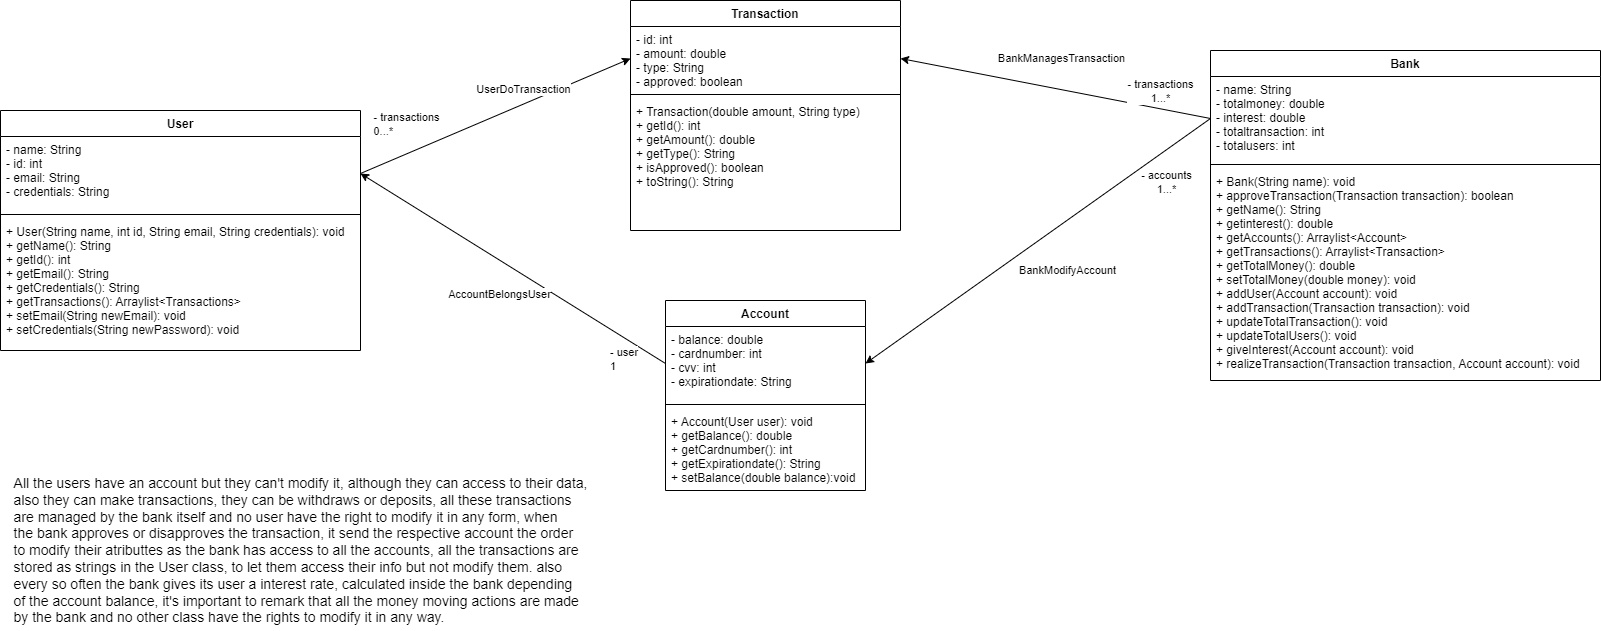 Transaction
- id: int
- amount: double
- type: String
- approved: boolean
+ Transaction(double amount, String type)
+ getId(): int
+ getAmount(): double
+ getType(): String
+ isApproved(): boolean
+ toString(): String
BankManagesTransaction
- transactions
1...*
Bank
- name: String
- totalmoney: double
- interest: double
- totaltransaction: int
- totalusers: int
+ Bank(String name): void
+ approveTransaction(Transaction transaction): boolean
+ getName(): String
+ getinterest(): double
+ getAccounts(): Arraylist<Account>
+ getTransactions(): Arraylist<Transaction>
+ getTotalMoney(): double
+ setTotalMoney(double money): void
+ addUser(Account account): void
+ addTransaction(Transaction transaction): void
+ updateTotalTransaction(): void
+ updateTotalUsers(): void
+ giveInterest(Account account): void
+ realizeTransaction(Transaction transaction, Account account): void
UserDoTransaction
- transactions
0...*
User
- name: String
- id: int
- email: String
- credentials: String
+ User(String name, int id, String email, String credentials): void
+ getName(): String
+ getId(): int
+ getEmail(): String
+ getCredentials(): String
+ getTransactions(): Arraylist<Transactions>
+ setEmail(String newEmail): void
+ setCredentials(String newPassword): void
- accounts
1...*
BankModifyAccount
AccountBelongsUser
- user
1
Account
- balance: double
- cardnumber: int
- cvv: int
- expirationdate: String
+ Account(User user): void
+ getBalance(): double
+ getCardnumber(): int
+ getExpirationdate(): String
+ setBalance(double balance):void
All the users have an account but they can't modify it, although they can access to their data,
also they can make transactions, they can be withdraws or deposits, all these transactions
are managed by the bank itself and no user have the right to modify it in any form, when
the bank approves or disapproves the transaction, it send the respective account the order
to modify their atributtes as the bank has access to all the accounts, all the transactions are
stored as strings in the User class, to let them access their info but not modify them. also
every so often the bank gives its user a interest rate, calculated inside the bank depending
of the account balance, it's important to remark that all the money moving actions are made
by the bank and no other class have the rights to modify it in any way.